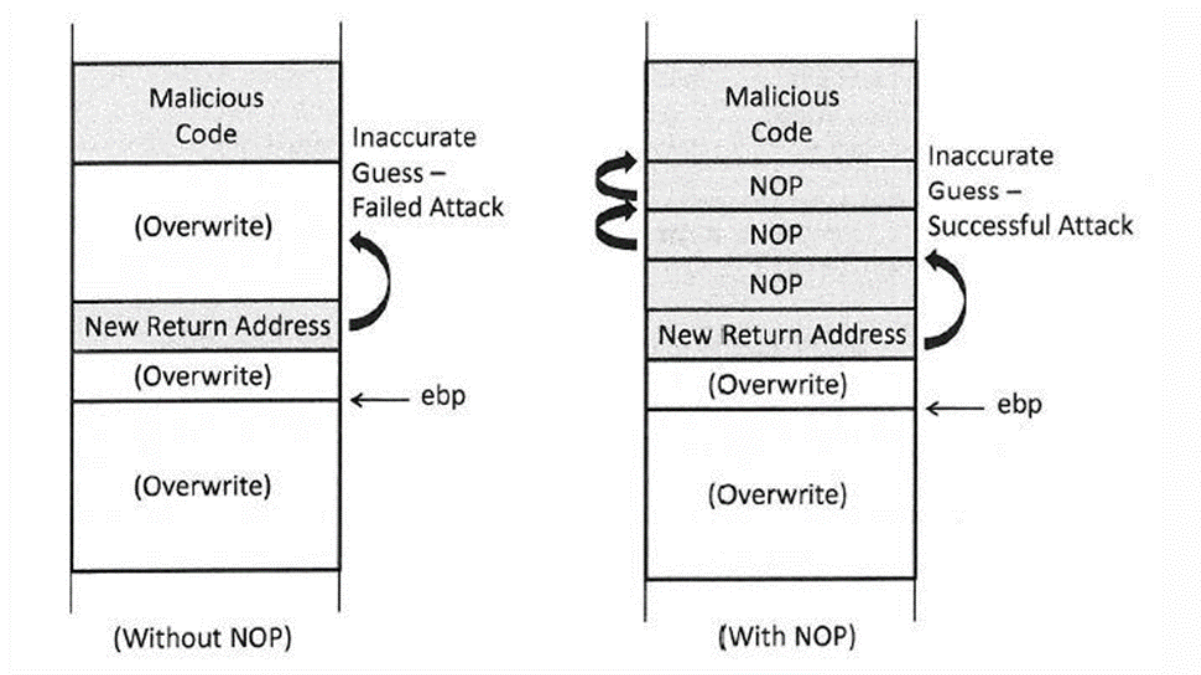 Malicious
Code
Inaccurate
Guess –
Failed Attack
(Overwrite)
New Return Address
(Overwrite)
ebp
(Overwrite)
(Without NOP)
Malicious
Code
Inaccurate
Guess –
Successful Attack
NOP
NOP
NOP
New Return Address
(Overwrite)
ebp
(Overwrite)
(With NOP)